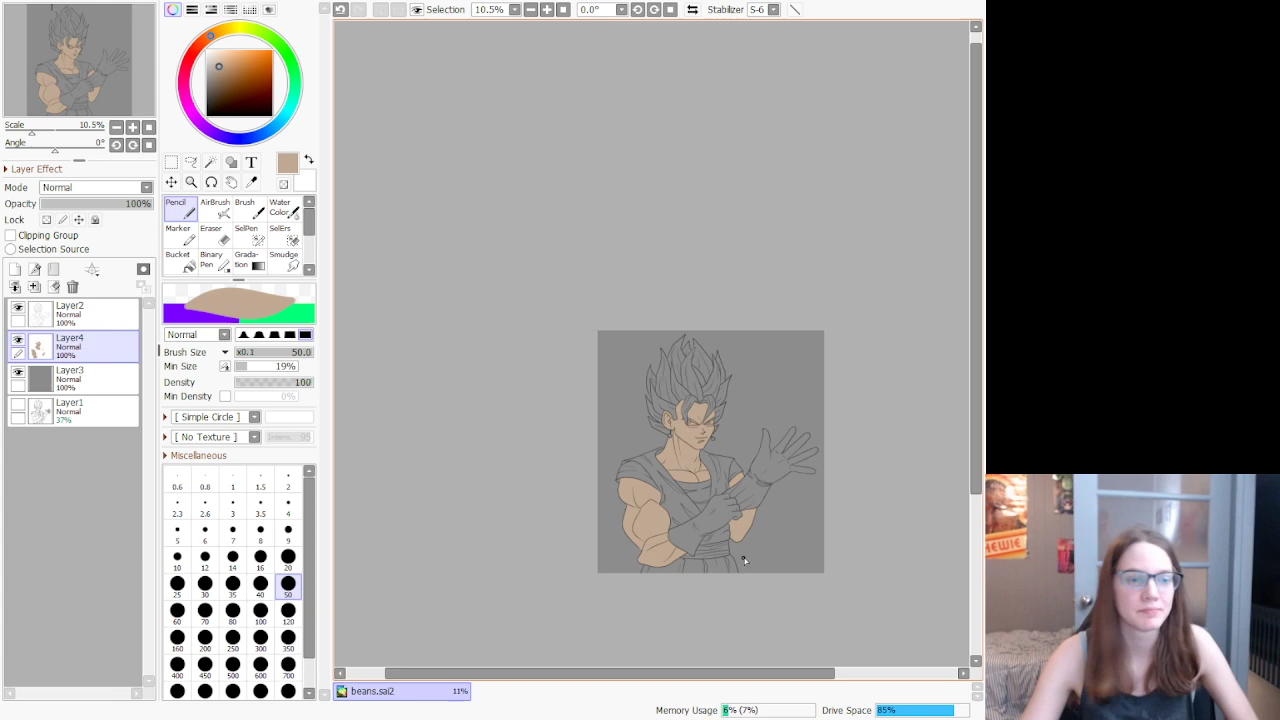 Selection
10.5%
0.0°
Stabilizer
S-6
Scale
10.5%
Angle
0°
Layer Effect
Mode
Normal
Opacity
100%
Lock
Clipping Group
Selection Source
Layer2
Normal
100%
Layer4
Normal
100%
Layer3
Normal
100%
Layer1
Normal
37%
T
Pencil
AirBrush
Brush
Water
Color
Marker
Eraser
SelPen
SelErs
Bucket
Binary
Pen
Grada-
tion
Smudge
Normal
Brush Size
x0.1
50.0
Min Size
19%
Density
100
Min Density
0%
[ Simple Circle ]
[ No Texture ]
Intens.
95
Miscellaneous
0.6 0.8 1 1.5 2
2.3 2.6 3 3.5 4
5 6 7 8 9
10 12 14 16 20
25 30 35 40 50
60 70 80 100 120
160 200 250 300 350
400 450 500 600 700
beans.sai2
11%
Memory Usage
6% (7%)
Drive Space
85%